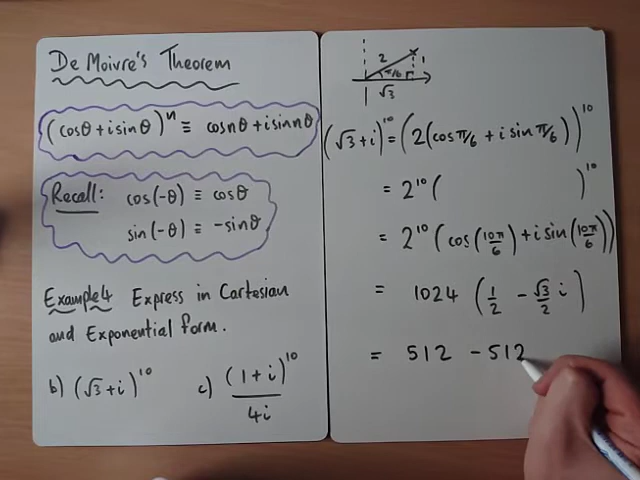 De Moivre's Theorem
(cosθ + i sinθ)ⁿ ≡ cosnθ + i sinnθ
Recall: cos(-θ) ≡ cosθ
sin(-θ) ≡ -sinθ
Example 4 Express in Cartesian
and Exponential form.
b) (√3 + i)¹⁰ c) (1 + i)¹⁰ / 4i
2 1
π/6
√3
(√3 + i)¹⁰ = (2(cos π/6 + i sin π/6))¹⁰
= 2¹⁰ ( )¹⁰
= 2¹⁰ (cos(10π/6) + i sin(10π/6))
= 1024 (1/2 - √3/2 i)
= 512 - 512